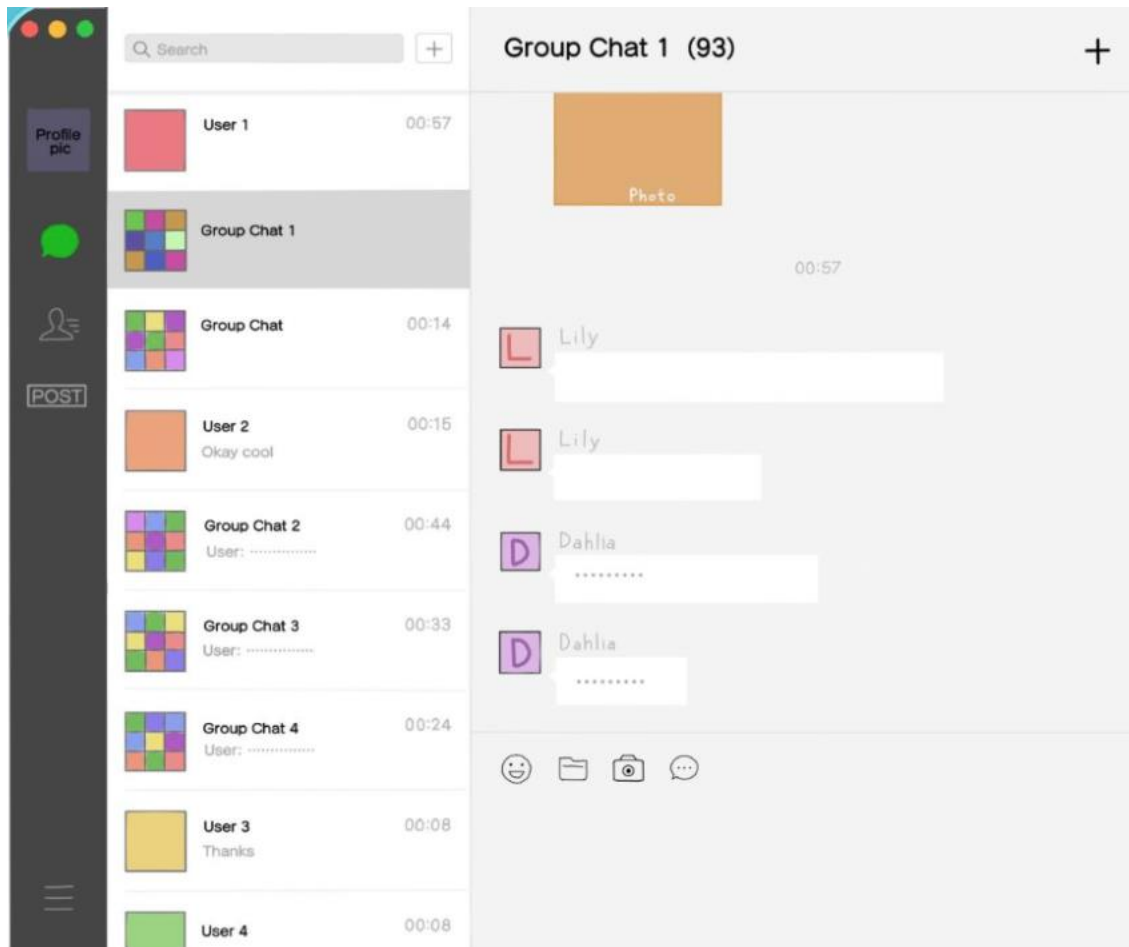 Profile
pic
POST
Search
User 1
00:57
Group Chat 1
Group Chat
00:14
User 2
00:15
Okay cool
Group Chat 2
00:44
User: ··············
Group Chat 3
00:33
User: ··············
Group Chat 4
00:24
User: ··············
User 3
00:08
Thanks
User 4
00:08
Group Chat 1 (93)
Photo
00:57
L
Lily
L
Lily
D
Dahlia
·········
D
Dahlia
·········